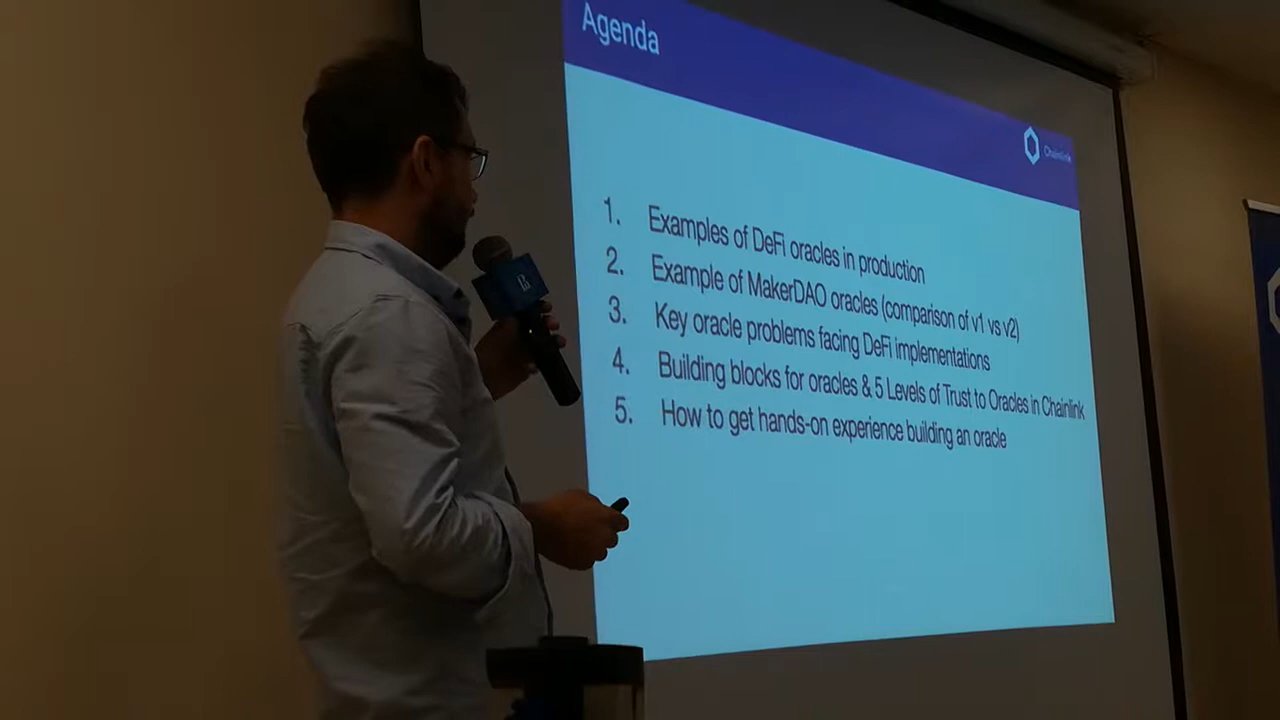 Agenda
Chainlink
1. Examples of DeFi oracles in production
2. Example of MakerDAO oracles (comparison of v1 vs v2)
3. Key oracle problems facing DeFi implementations
4. Building blocks for oracles & 5 Levels of Trust to Oracles in Chainlink
5. How to get hands-on experience building an oracle